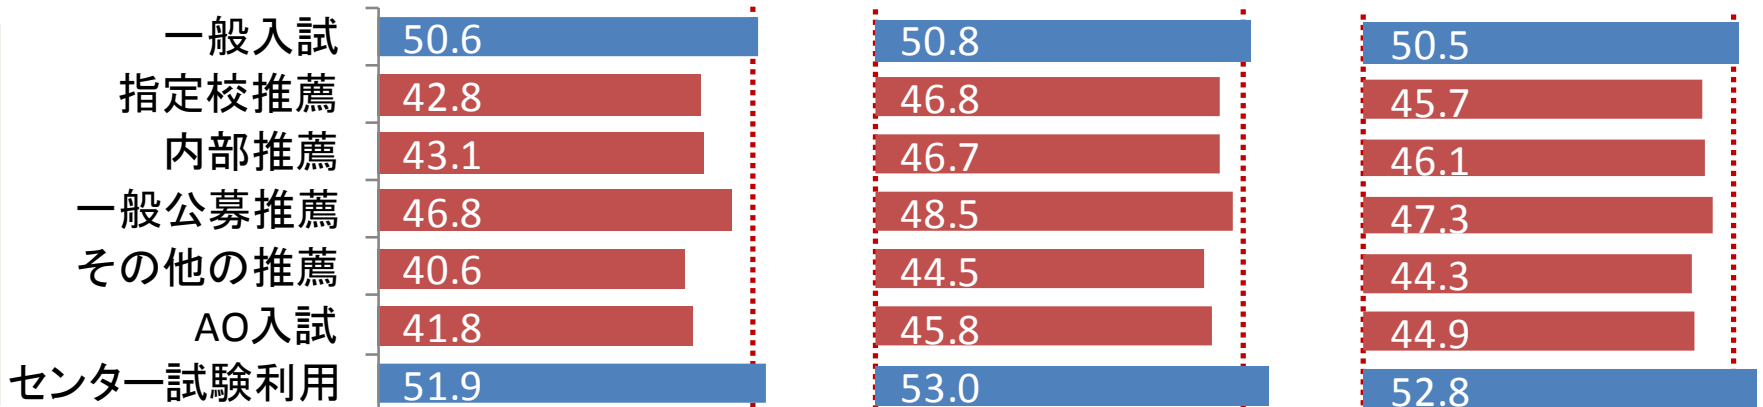 一般入試 50.6 50.8 50.5
指定校推薦 42.8 46.8 45.7
内部推薦 43.1 46.7 46.1
一般公募推薦 46.8 48.5 47.3
その他の推薦 40.6 44.5 44.3
AO入試 41.8 45.8 44.9
センター試験利用 51.9 53.0 52.8